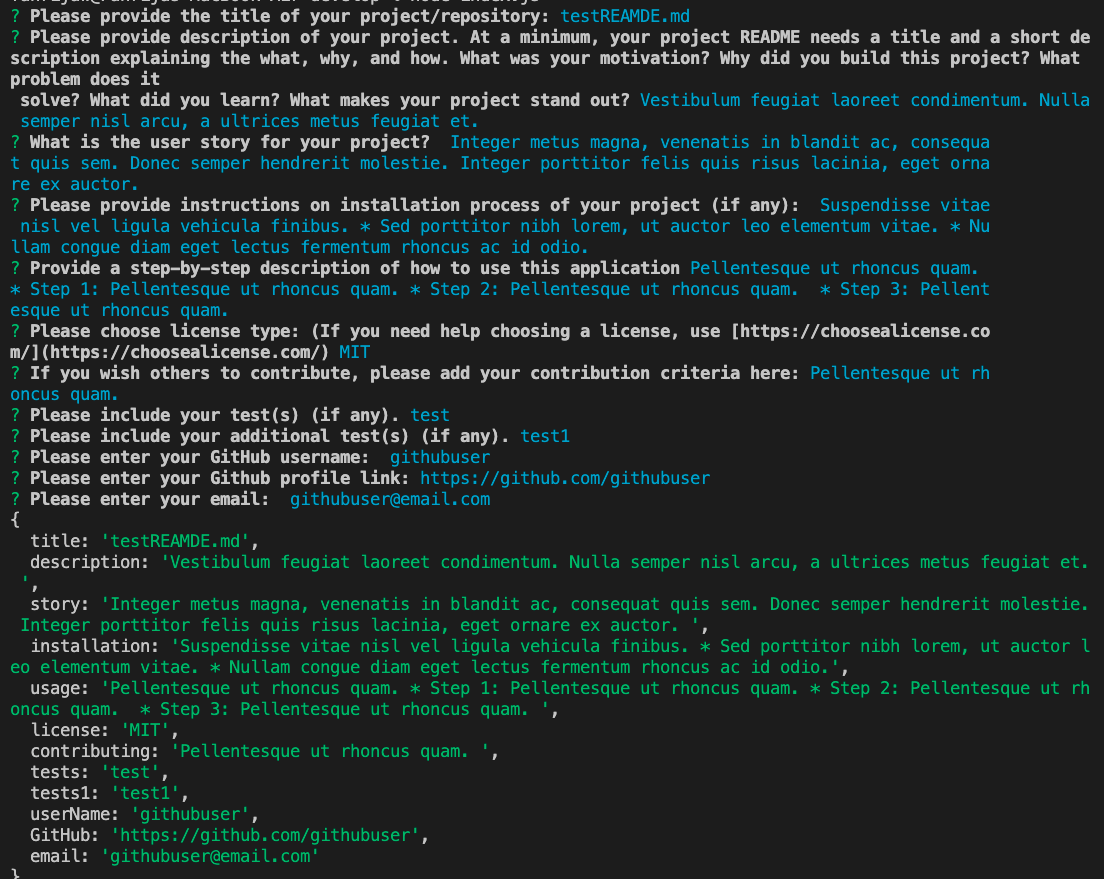 ? Please provide the title of your project/repository: testREAMDE.md
? Please provide description of your project. At a minimum, your project README needs a title and a short de
scription explaining the what, why, and how. What was your motivation? Why did you build this project? What
problem does it
 solve? What did you learn? What makes your project stand out? Vestibulum feugiat laoreet condimentum. Nulla
 semper nisl arcu, a ultrices metus feugiat et.
? What is the user story for your project?  Integer metus magna, venenatis in blandit ac, consequa
t quis sem. Donec semper hendrerit molestie. Integer porttitor felis quis risus lacinia, eget orna
re ex auctor.
? Please provide instructions on installation process of your project (if any):  Suspendisse vitae
 nisl vel ligula vehicula finibus. * Sed porttitor nibh lorem, ut auctor leo elementum vitae. * Nu
llam congue diam eget lectus fermentum rhoncus ac id odio.
? Provide a step-by-step description of how to use this application Pellentesque ut rhoncus quam.
* Step 1: Pellentesque ut rhoncus quam. * Step 2: Pellentesque ut rhoncus quam.  * Step 3: Pellent
esque ut rhoncus quam.
? Please choose license type: (If you need help choosing a license, use [https://choosealicense.co
m/](https://choosealicense.com/) MIT
? If you wish others to contribute, please add your contribution criteria here: Pellentesque ut rh
oncus quam.
? Please include your test(s) (if any). test
? Please include your additional test(s) (if any). test1
? Please enter your GitHub username:  githubuser
? Please enter your Github profile link: https://github.com/githubuser
? Please enter your email:  githubuser@email.com
{
  title: 'testREAMDE.md',
  description: 'Vestibulum feugiat laoreet condimentum. Nulla semper nisl arcu, a ultrices metus feugiat et.
 ',
  story: 'Integer metus magna, venenatis in blandit ac, consequat quis sem. Donec semper hendrerit molestie.
 Integer porttitor felis quis risus lacinia, eget ornare ex auctor. ',
  installation: 'Suspendisse vitae nisl vel ligula vehicula finibus. * Sed porttitor nibh lorem, ut auctor l
eo elementum vitae. * Nullam congue diam eget lectus fermentum rhoncus ac id odio.',
  usage: 'Pellentesque ut rhoncus quam. * Step 1: Pellentesque ut rhoncus quam. * Step 2: Pellentesque ut rh
oncus quam.  * Step 3: Pellentesque ut rhoncus quam. ',
  license: 'MIT',
  contributing: 'Pellentesque ut rhoncus quam. ',
  tests: 'test',
  tests1: 'test1',
  userName: 'githubuser',
  GitHub: 'https://github.com/githubuser',
  email: 'githubuser@email.com'
}